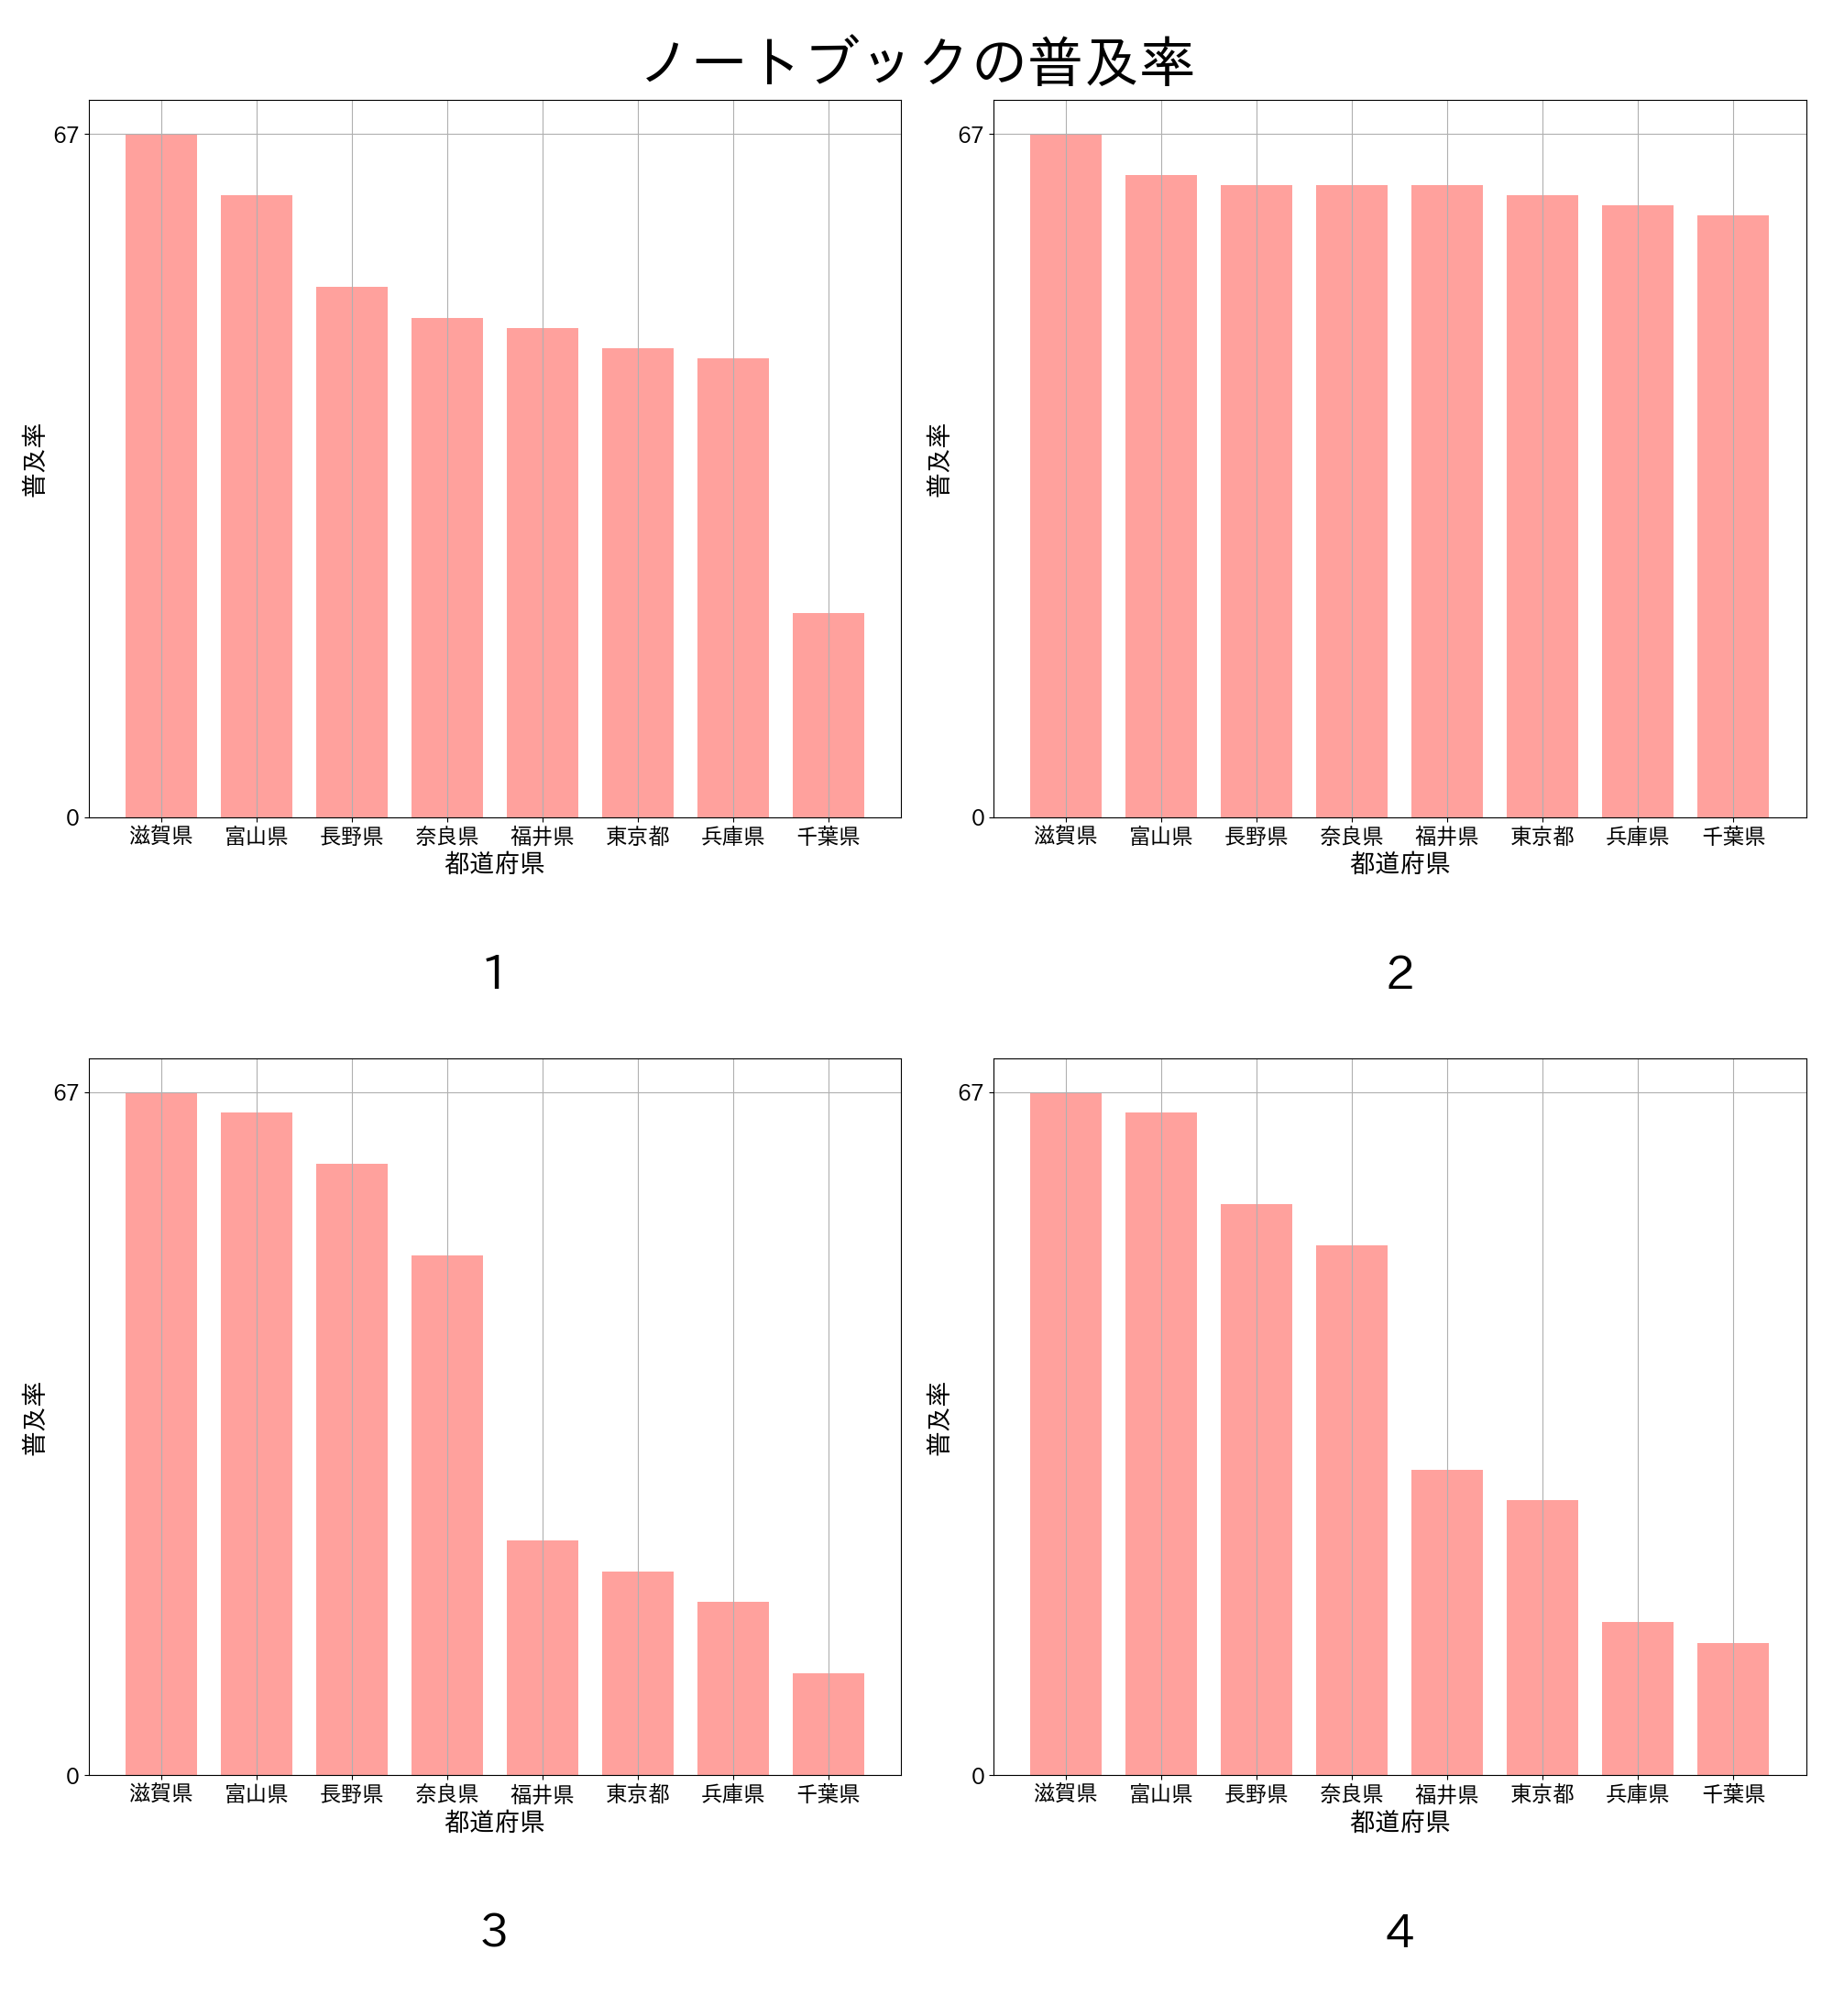 ノートブックの普及率
67
0
普及率
滋賀県 富山県 長野県 奈良県 福井県 東京都 兵庫県 千葉県
都道府県
1
67
0
普及率
滋賀県 富山県 長野県 奈良県 福井県 東京都 兵庫県 千葉県
都道府県
2
67
0
普及率
滋賀県 富山県 長野県 奈良県 福井県 東京都 兵庫県 千葉県
都道府県
3
67
0
普及率
滋賀県 富山県 長野県 奈良県 福井県 東京都 兵庫県 千葉県
都道府県
4